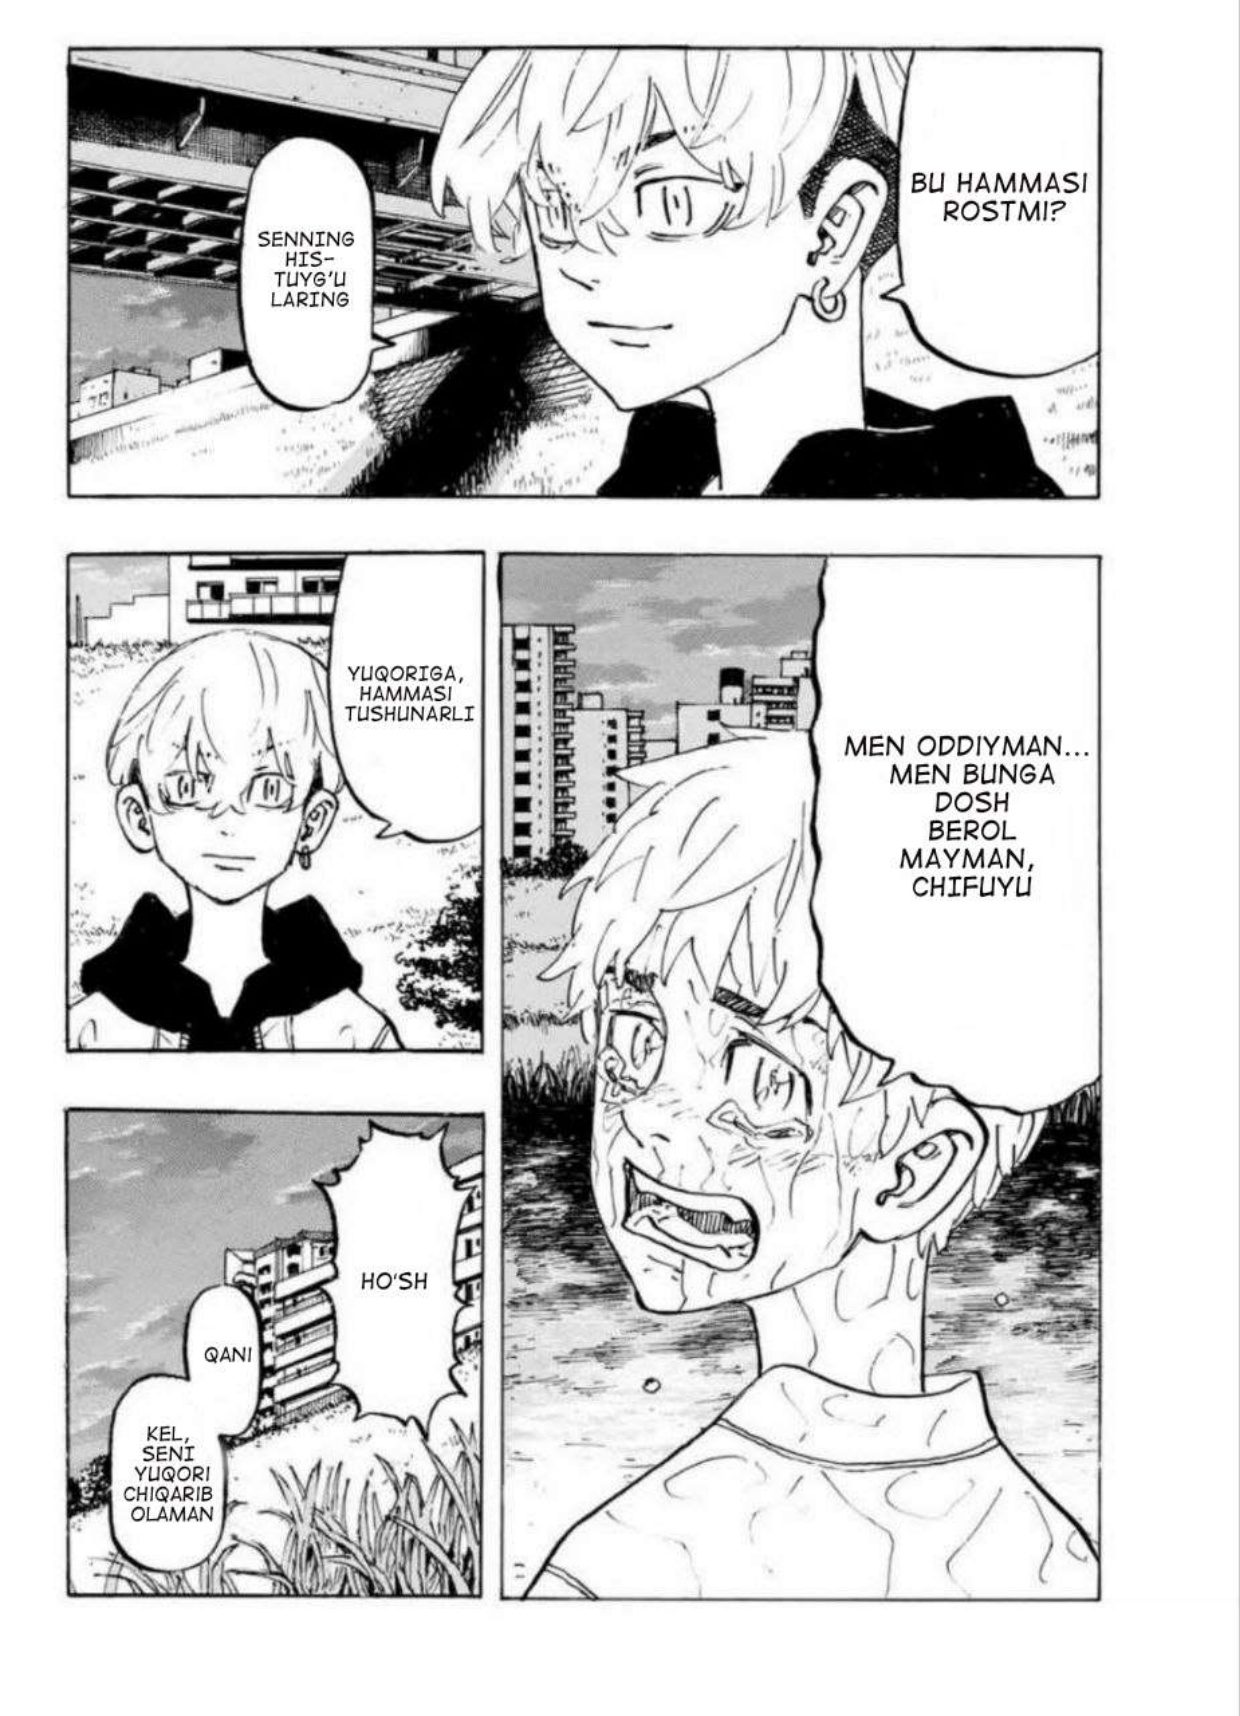 BU HAMMASI
ROSTMI?
SENNING
HIS-
TUYG'U
LARING
MEN ODDIYMAN...
MEN BUNGA
DOSH
BEROL
MAYMAN,
CHIFUYU
YUQORIGA,
HAMMASI
TUSHUNARLI
HO'SH
QANI
KEL,
SENI
YUQORI
CHIQARIB
OLAMAN